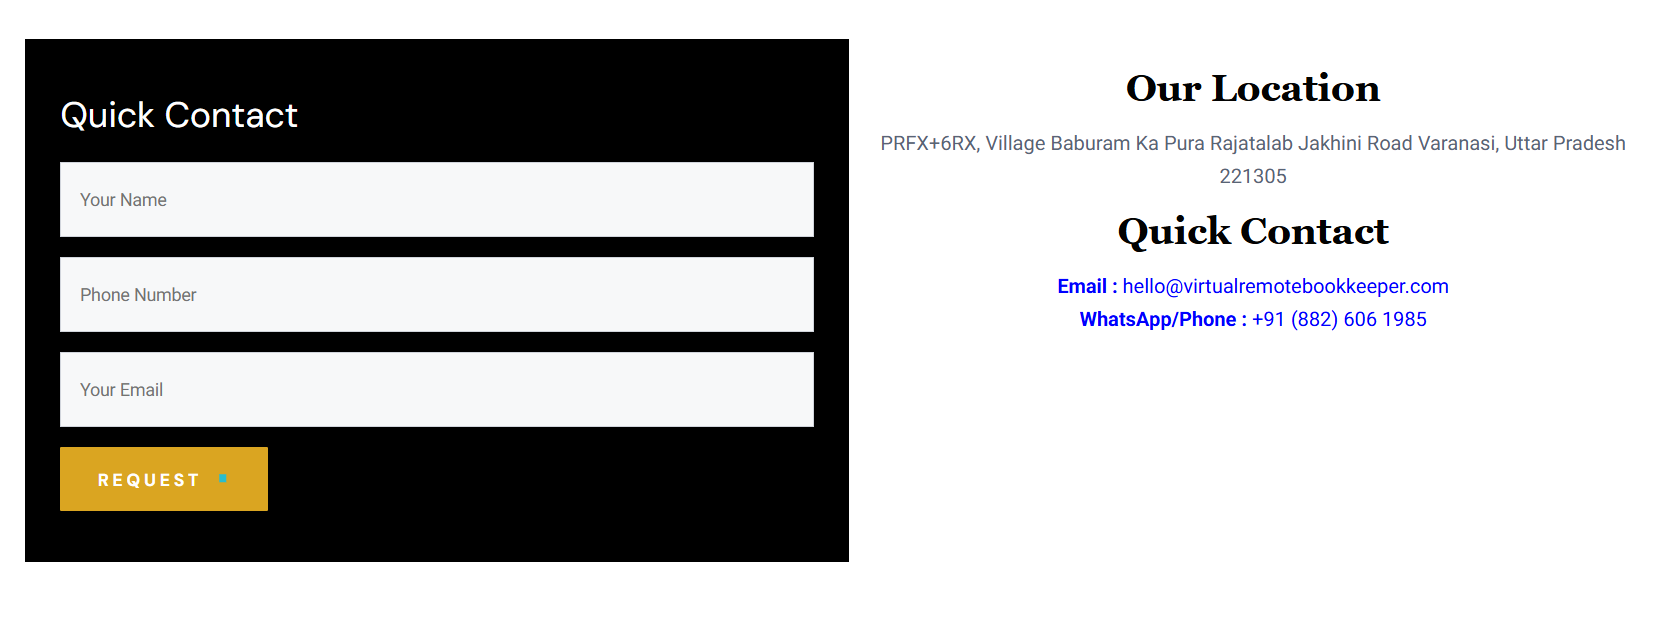 Quick Contact
Your Name
Phone Number
Your Email
REQUEST
Our Location
PRFX+6RX, Village Baburam Ka Pura Rajatalab Jakhini Road Varanasi, Uttar Pradesh
221305
Quick Contact
Email : hello@virtualremotebookkeeper.com
WhatsApp/Phone : +91 (882) 606 1985